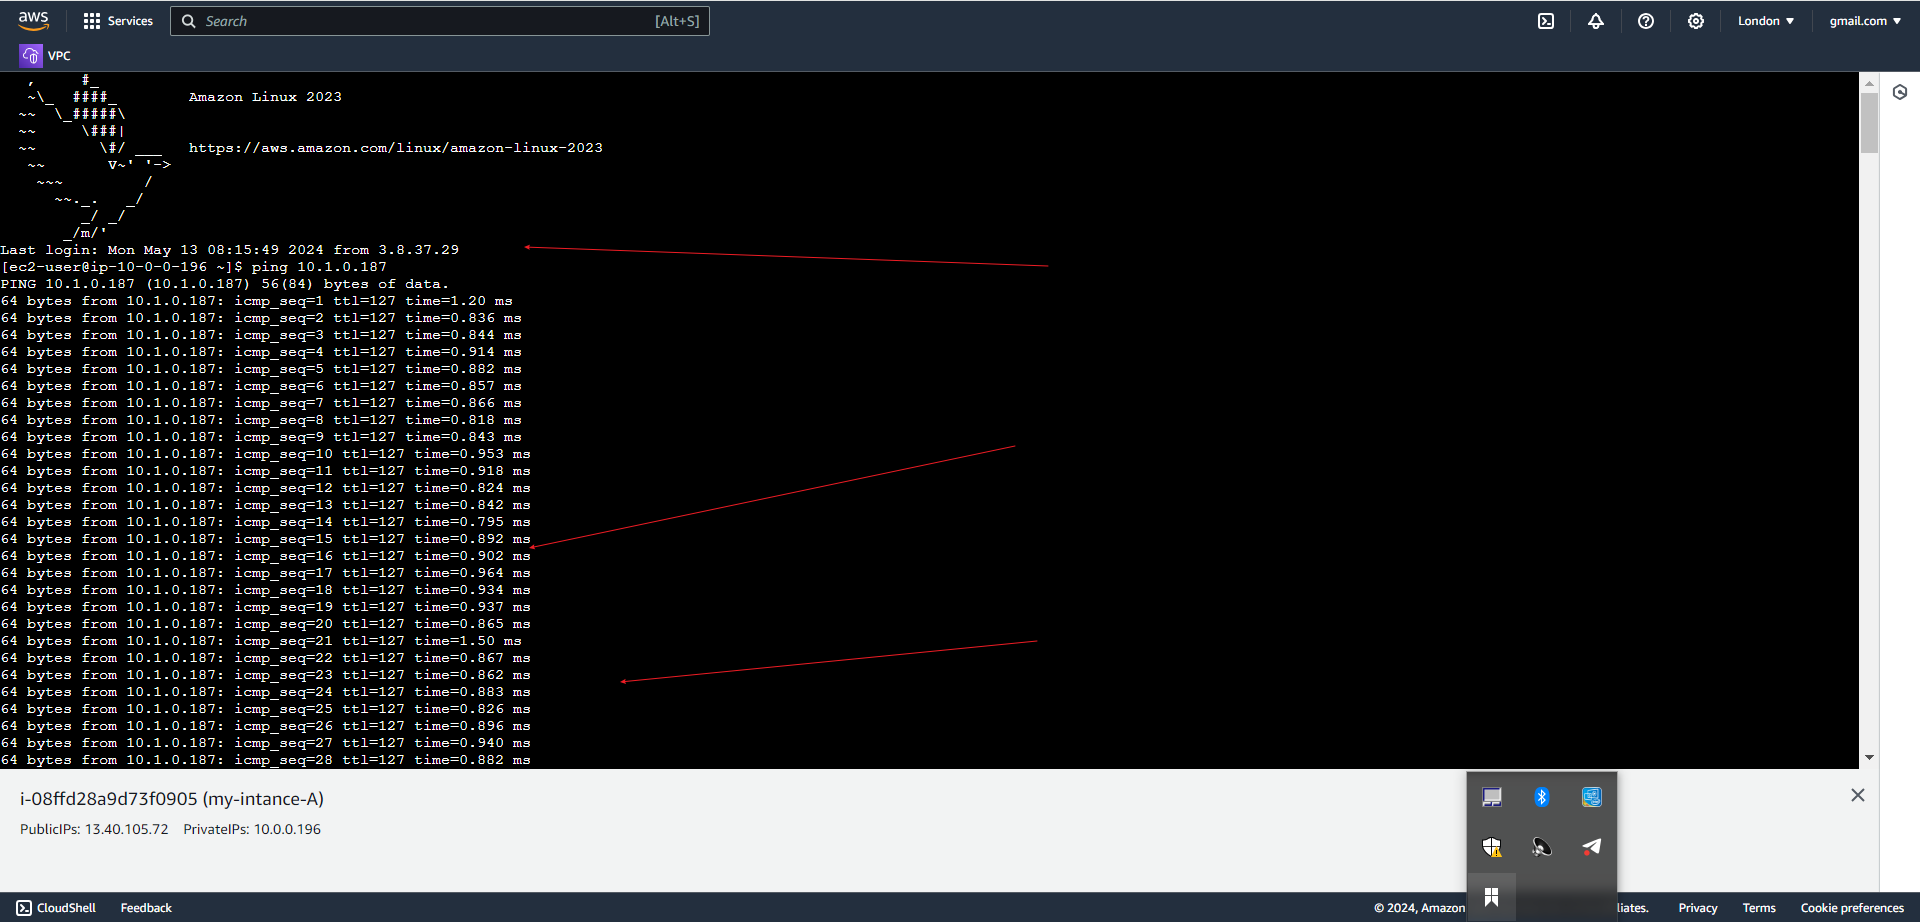 aws
Services
Search
[Alt+S]
London
gmail.com
VPC
   ,     #_
   ~\_  ####_        Amazon Linux 2023
  ~~  \_#####\
  ~~     \###|
  ~~       \#/ ___   https://aws.amazon.com/linux/amazon-linux-2023
   ~~       V~' '->
    ~~~         /
      ~~._.   _/
         _/ _/
       _/m/'
Last login: Mon May 13 08:15:49 2024 from 3.8.37.29
[ec2-user@ip-10-0-0-196 ~]$ ping 10.1.0.187
PING 10.1.0.187 (10.1.0.187) 56(84) bytes of data.
64 bytes from 10.1.0.187: icmp_seq=1 ttl=127 time=1.20 ms
64 bytes from 10.1.0.187: icmp_seq=2 ttl=127 time=0.836 ms
64 bytes from 10.1.0.187: icmp_seq=3 ttl=127 time=0.844 ms
64 bytes from 10.1.0.187: icmp_seq=4 ttl=127 time=0.914 ms
64 bytes from 10.1.0.187: icmp_seq=5 ttl=127 time=0.882 ms
64 bytes from 10.1.0.187: icmp_seq=6 ttl=127 time=0.857 ms
64 bytes from 10.1.0.187: icmp_seq=7 ttl=127 time=0.866 ms
64 bytes from 10.1.0.187: icmp_seq=8 ttl=127 time=0.818 ms
64 bytes from 10.1.0.187: icmp_seq=9 ttl=127 time=0.843 ms
64 bytes from 10.1.0.187: icmp_seq=10 ttl=127 time=0.953 ms
64 bytes from 10.1.0.187: icmp_seq=11 ttl=127 time=0.918 ms
64 bytes from 10.1.0.187: icmp_seq=12 ttl=127 time=0.824 ms
64 bytes from 10.1.0.187: icmp_seq=13 ttl=127 time=0.842 ms
64 bytes from 10.1.0.187: icmp_seq=14 ttl=127 time=0.795 ms
64 bytes from 10.1.0.187: icmp_seq=15 ttl=127 time=0.892 ms
64 bytes from 10.1.0.187: icmp_seq=16 ttl=127 time=0.902 ms
64 bytes from 10.1.0.187: icmp_seq=17 ttl=127 time=0.964 ms
64 bytes from 10.1.0.187: icmp_seq=18 ttl=127 time=0.934 ms
64 bytes from 10.1.0.187: icmp_seq=19 ttl=127 time=0.937 ms
64 bytes from 10.1.0.187: icmp_seq=20 ttl=127 time=0.865 ms
64 bytes from 10.1.0.187: icmp_seq=21 ttl=127 time=1.50 ms
64 bytes from 10.1.0.187: icmp_seq=22 ttl=127 time=0.867 ms
64 bytes from 10.1.0.187: icmp_seq=23 ttl=127 time=0.862 ms
64 bytes from 10.1.0.187: icmp_seq=24 ttl=127 time=0.883 ms
64 bytes from 10.1.0.187: icmp_seq=25 ttl=127 time=0.826 ms
64 bytes from 10.1.0.187: icmp_seq=26 ttl=127 time=0.896 ms
64 bytes from 10.1.0.187: icmp_seq=27 ttl=127 time=0.940 ms
64 bytes from 10.1.0.187: icmp_seq=28 ttl=127 time=0.882 ms
i-08ffd28a9d73f0905 (my-intance-A)
PublicIPs: 13.40.105.72 PrivateIPs: 10.0.0.196
CloudShell Feedback © 2024, Amazon liates. Privacy Terms Cookie preferences